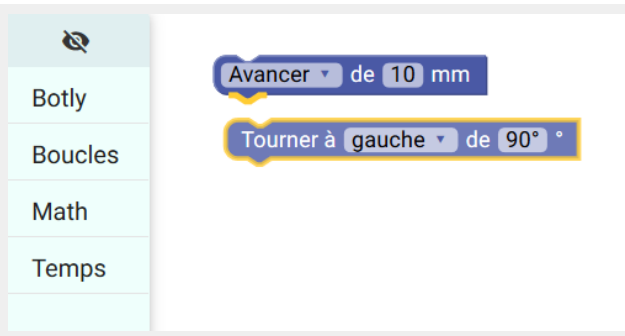 Botly
Boucles
Math
Temps
Avancer de 10 mm
Tourner à gauche de 90° °